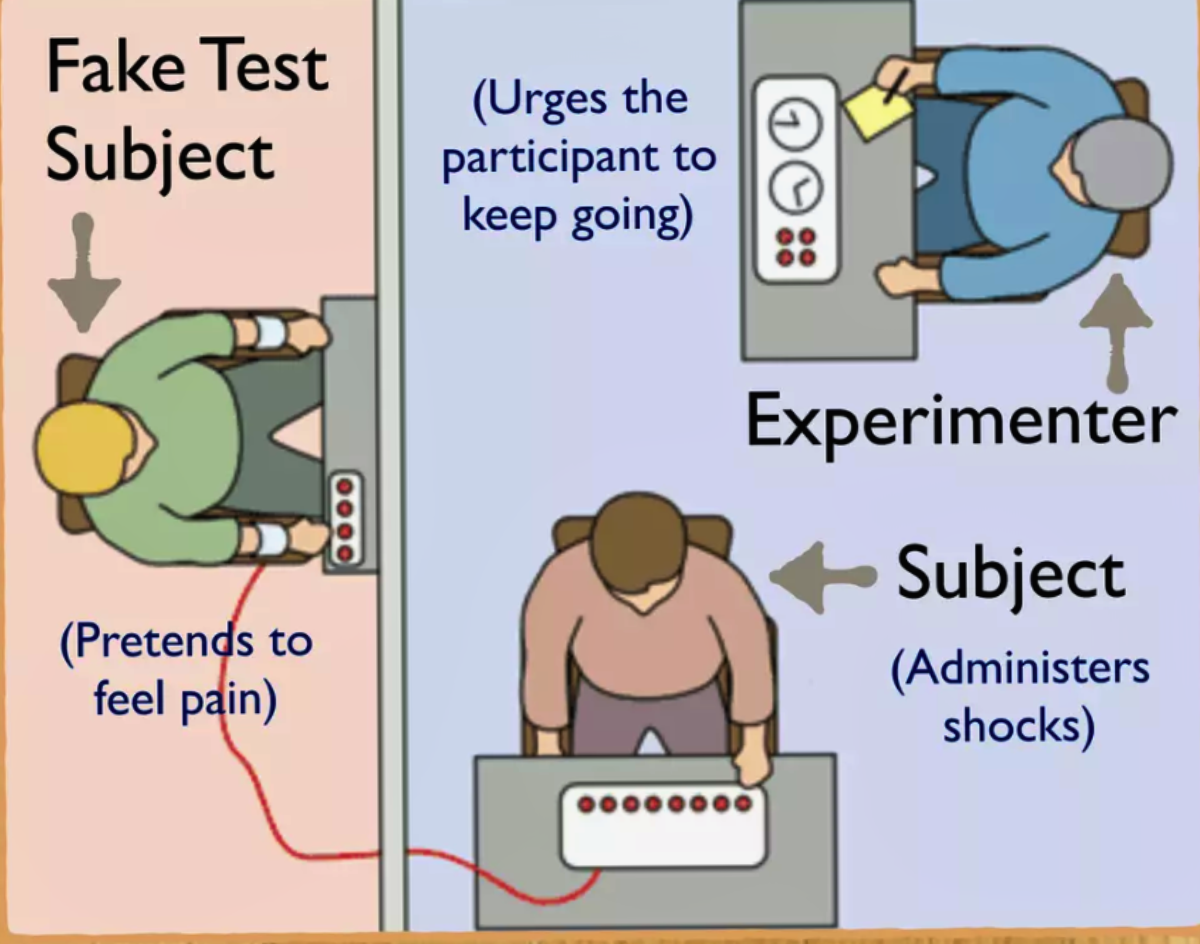 Fake Test
Subject
(Urges the
participant to
keep going)
Experimenter
Subject
(Administers
shocks)
(Pretends to
feel pain)